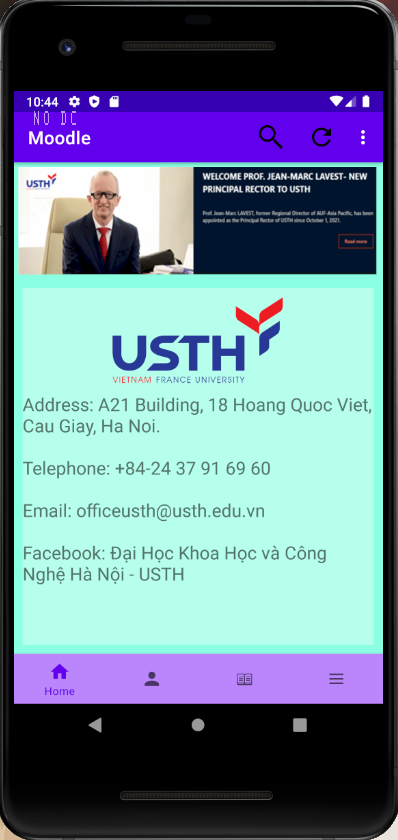 10:44
NO DC
Moodle
USTH
WELCOME PROF. JEAN-MARC LAVEST- NEW
PRINCIPAL RECTOR TO USTH
Prof. Jean-Marc LAVEST, former Regional Director of AUF-Asia Pacific, has been
appointed as the Principal Rector of USTH since October 1, 2021.
Read more
USTH
VIETNAM FRANCE UNIVERSITY
Address: A21 Building, 18 Hoang Quoc Viet,
Cau Giay, Ha Noi.
Telephone: +84-24 37 91 69 60
Email: officeusth@usth.edu.vn
Facebook: Đại Học Khoa Học và Công
Nghệ Hà Nội - USTH
Home